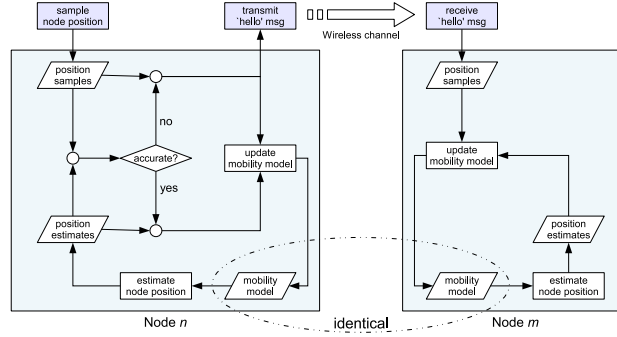 sample
node position
transmit
`hello' msg
Wireless channel
receive
`hello' msg
position
samples
no
accurate?
yes
update
mobility model
position
estimates
estimate
node position
mobility
model
Node n
identical
position
samples
update
mobility model
position
estimates
mobility
model
estimate
node position
Node m